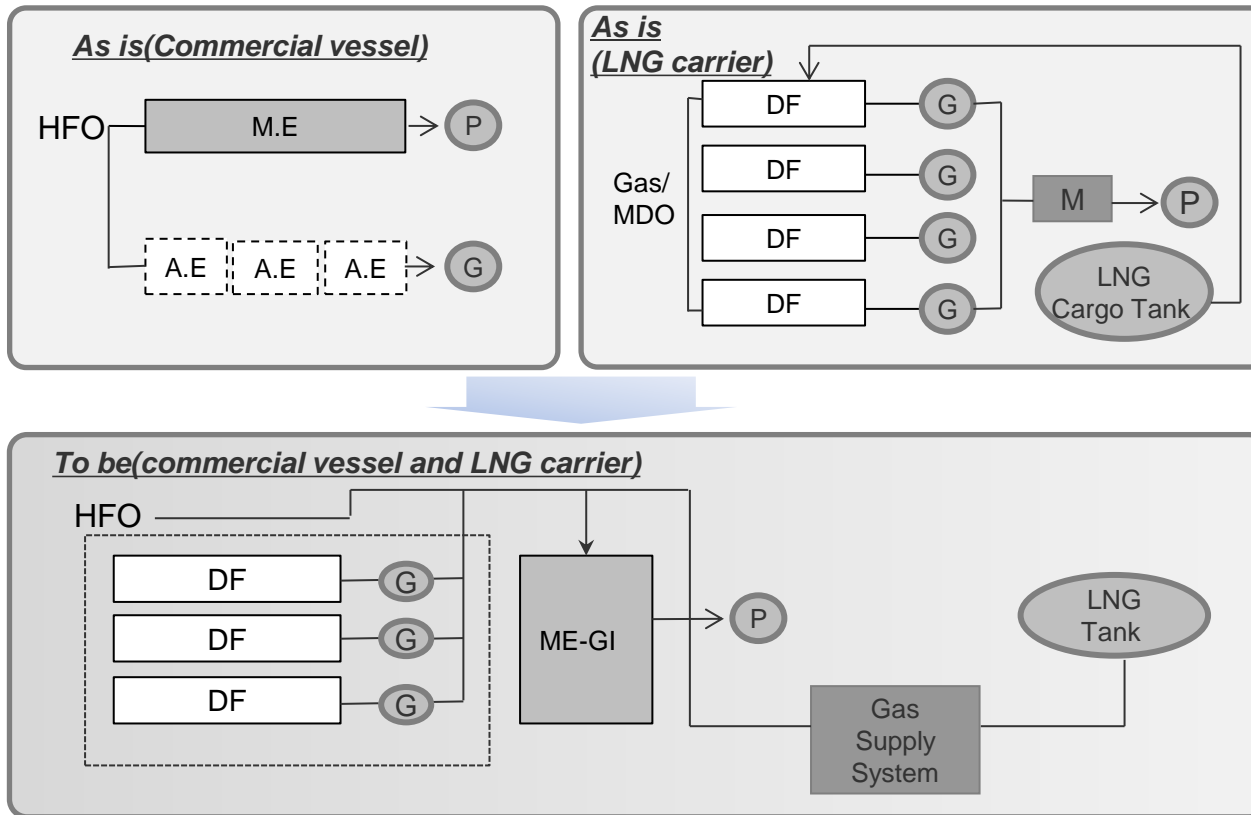 As is(Commercial vessel)
HFO
M.E
P
A.E
A.E
A.E
G
As is
(LNG carrier)
Gas/
MDO
DF
G
DF
G
DF
G
DF
G
M
P
LNG
Cargo Tank
To be(commercial vessel and LNG carrier)
HFO
DF
G
DF
G
DF
G
ME-GI
P
LNG
Tank
Gas
Supply
System